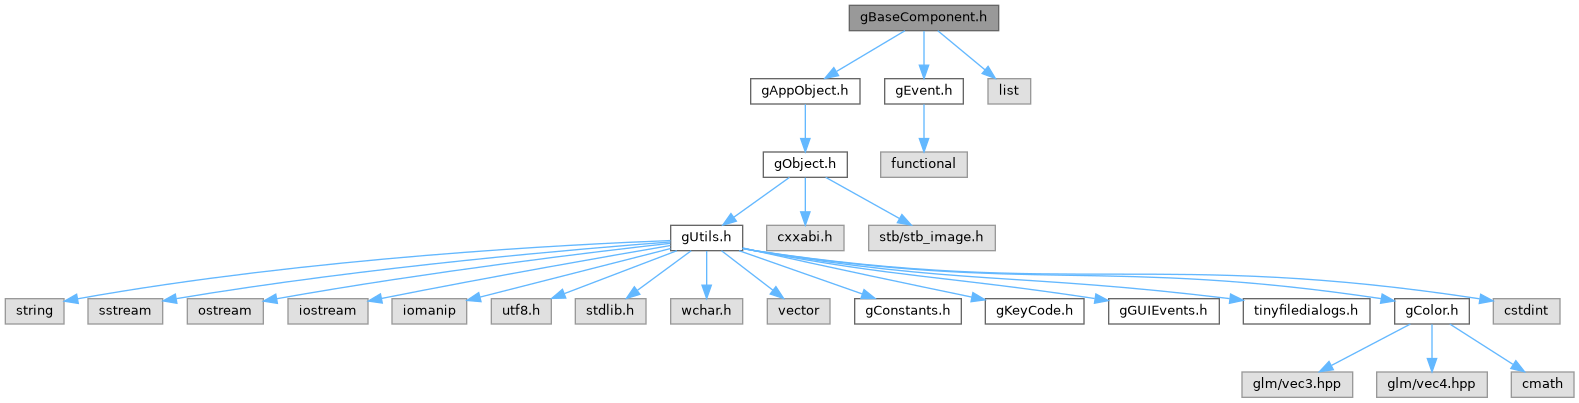 gBaseComponent.h
gAppObject.h
gEvent.h
list
gObject.h
functional
gUtils.h
cxxabi.h
stb/stb_image.h
string
sstream
ostream
iostream
iomanip
utf8.h
stdlib.h
wchar.h
vector
gConstants.h
gKeyCode.h
gGUIEvents.h
tinyfiledialogs.h
gColor.h
cstdint
glm/vec3.hpp
glm/vec4.hpp
cmath